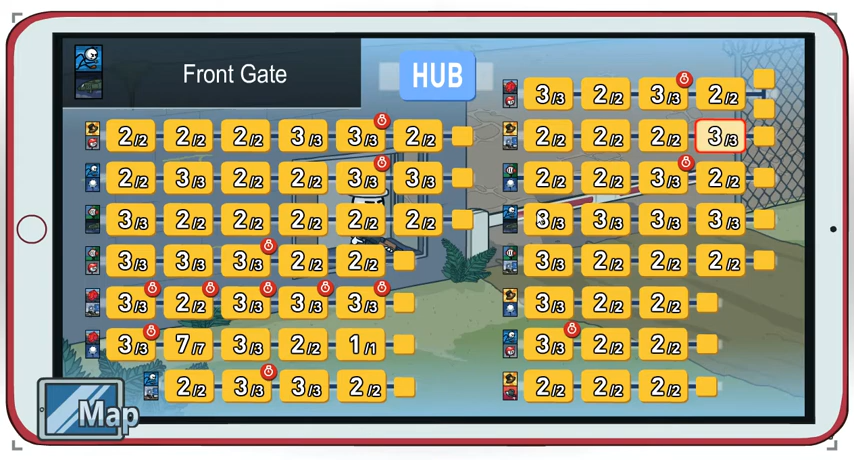 Front Gate
HUB
2/2 2/2 2/2 3/3 3/3 2/2
2/2 3/3 2/2 2/2 3/3 3/3
3/3 2/2 2/2 2/2 2/2 2/2
3/3 3/3 3/3 2/2 2/2
3/3 2/2 3/3 3/3 3/3
3/3 7/7 3/3 2/2 1/1
2/2 3/3 3/3 2/2
3/3 2/2 3/3 2/2
2/2 2/2 2/2 3/3
2/2 2/2 3/3 2/2
8/3 3/3 3/3 3/3
3/3 2/2 2/2 2/2
3/3 2/2 2/2
3/3 2/2 2/2
2/2 2/2 2/2
Map